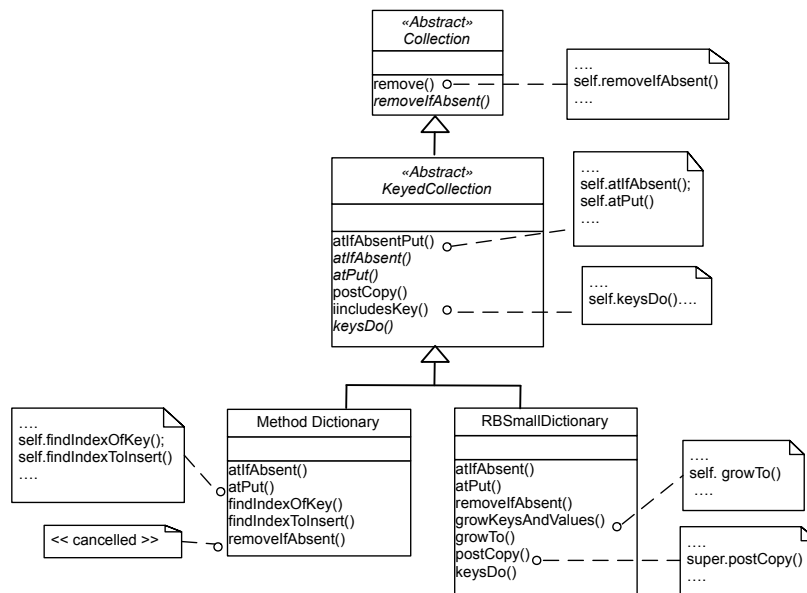 «Abstract»
Collection
remove()
removeIfAbsent()
....
self.removeIfAbsent()
....
«Abstract»
KeyedCollection
atIfAbsentPut()
atIfAbsent()
atPut()
postCopy()
iincludesKey()
keysDo()
....
self.atIfAbsent();
self.atPut()
....
....
self.keysDo()....
Method Dictionary
atIfAbsent()
atPut()
findIndexOfKey()
findIndexToInsert()
removeIfAbsent()
....
self.findIndexOfKey();
self.findIndexToInsert()
....
<< cancelled >>
RBSmallDictionary
atIfAbsent()
atPut()
removeIfAbsent()
growKeysAndValues()
growTo()
postCopy()
keysDo()
....
self. growTo()
....
....
super.postCopy()
....